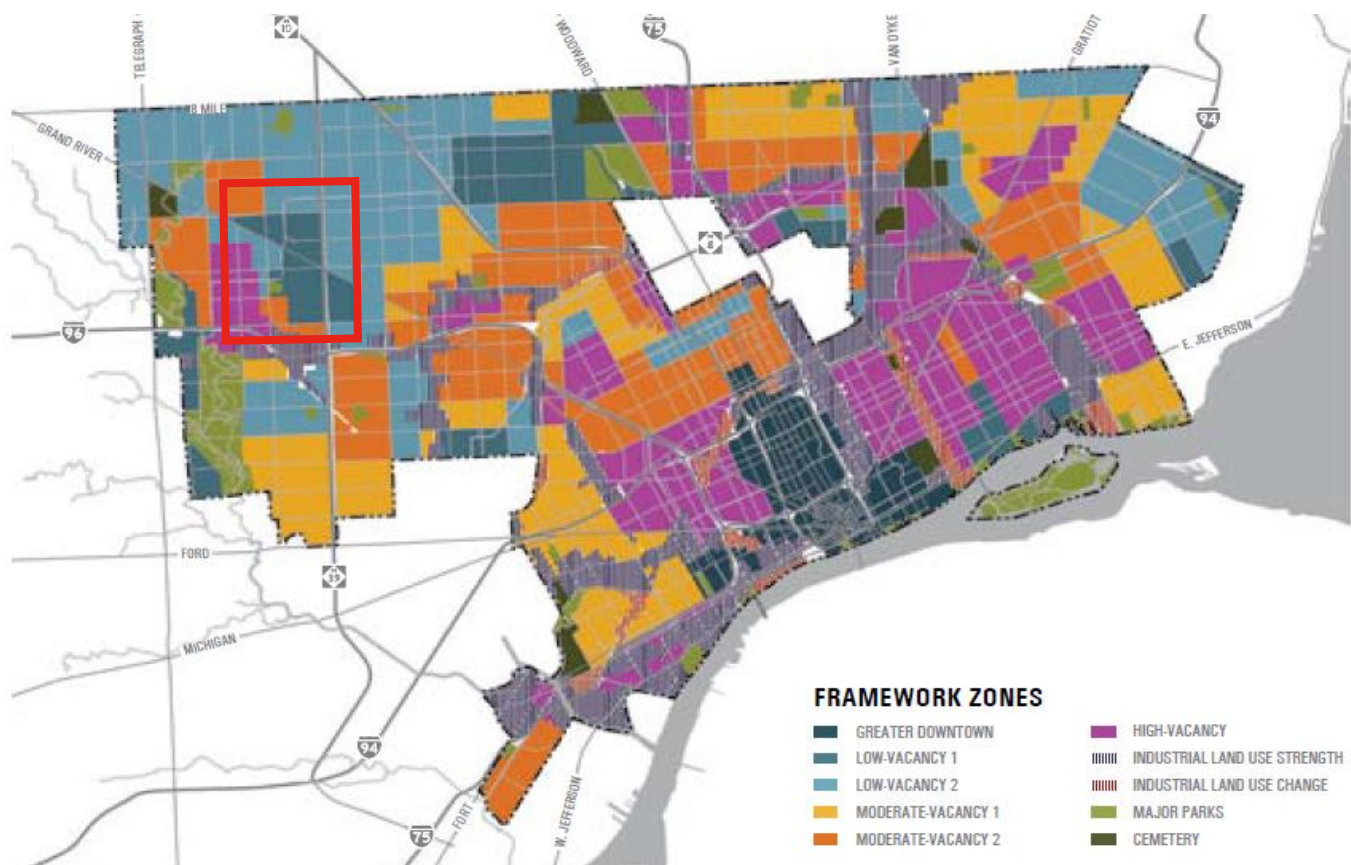 10
75
TELEGRAPH
WOODWARD
VAN DYKE
GRATIOT
8 MILE
GRAND RIVER
94
8
96
E. JEFFERSON
FORD
39
MICHIGAN
94
75
FORT
W. JEFFERSON
FRAMEWORK ZONES
GREATER DOWNTOWN
LOW-VACANCY 1
LOW-VACANCY 2
MODERATE-VACANCY 1
MODERATE-VACANCY 2
HIGH-VACANCY
INDUSTRIAL LAND USE STRENGTH
INDUSTRIAL LAND USE CHANGE
MAJOR PARKS
CEMETERY